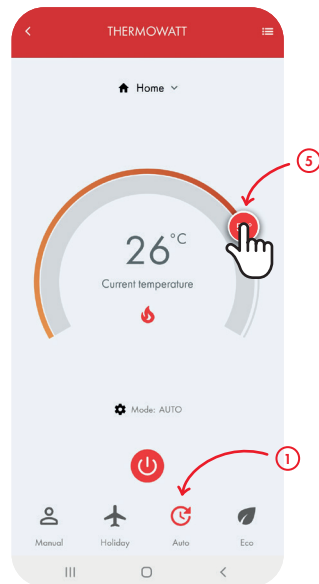 THERMOWATT
Home
5
26°C
Current temperature
Mode: AUTO
1
Manual Holiday Auto Eco